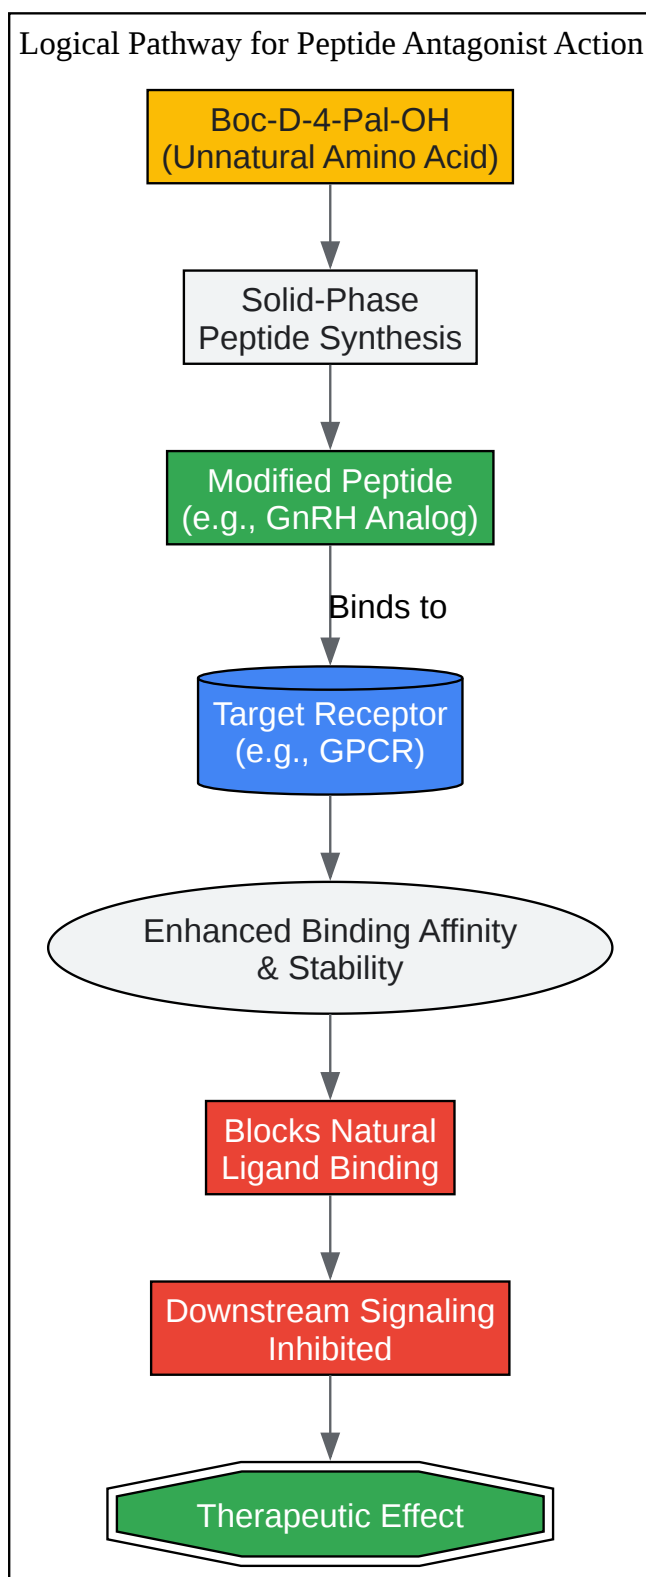 Logical Pathway for Peptide Antagonist Action
Boc-D-4-Pal-OH
(Unnatural Amino Acid)
Solid-Phase
Peptide Synthesis
Modified Peptide
(e.g., GnRH Analog)
Binds to
Target Receptor
(e.g., GPCR)
Enhanced Binding Affinity
& Stability
Blocks Natural
Ligand Binding
Downstream Signaling
Inhibited
Therapeutic Effect